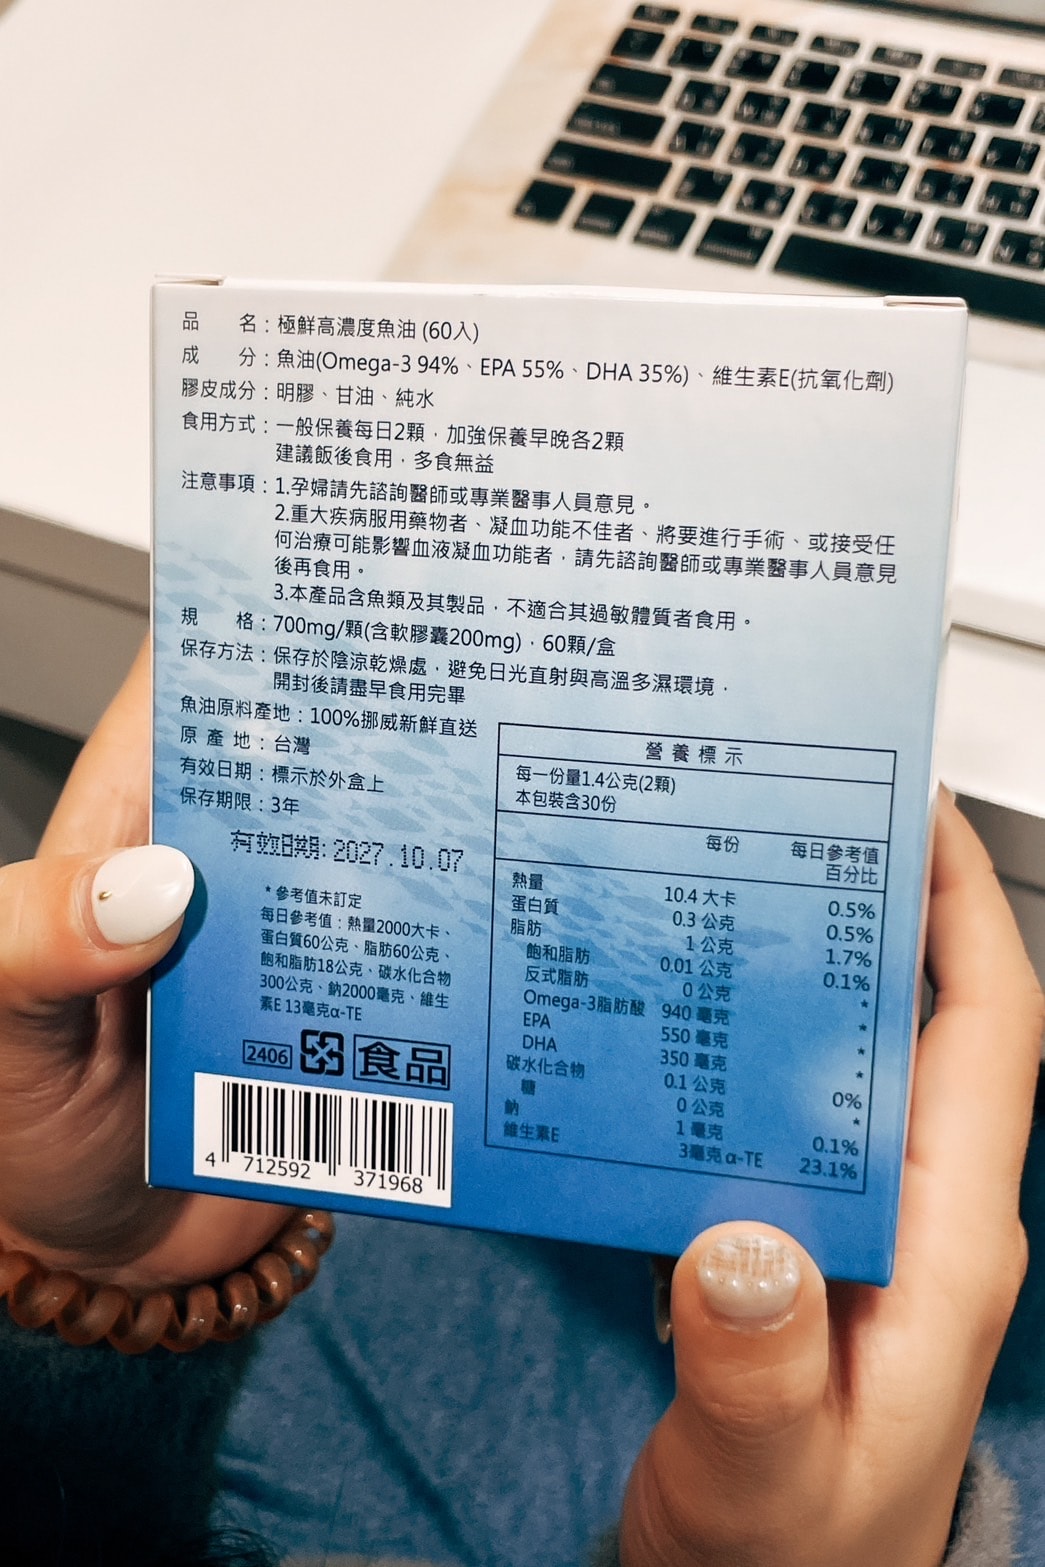 品　　名：極鮮高濃度魚油 (60入)
成　　分：魚油(Omega-3 94%、EPA 55%、DHA 35%)、維生素E(抗氧化劑)
膠皮成分：明膠、甘油、純水
食用方式：一般保養每日2顆，加強保養早晚各2顆
建議飯後食用，多食無益
注意事項：1.孕婦請先諮詢醫師或專業醫事人員意見。
2.重大疾病服用藥物者、凝血功能不佳者、將要進行手術、或接受任
何治療可能影響血液凝血功能者，請先諮詢醫師或專業醫事人員意見
後再食用。
3.本產品含魚類及其製品，不適合其過敏體質者食用。
規　　格：700mg/顆(含軟膠囊200mg)，60顆/盒
保存方法：保存於陰涼乾燥處，避免日光直射與高溫多濕環境，
開封後請盡早食用完畢
魚油原料產地：100%挪威新鮮直送
原 產 地：台灣
有效日期：標示於外盒上
保存期限：3年
有效日期: 2027.10.07
*參考值未訂定
每日參考值：熱量2000大卡、
蛋白質60公克、脂肪60公克、
飽和脂肪18公克、碳水化合物
300公克、鈉2000毫克、維生
素E 13毫克α-TE
2406 食品
4 712592 371968
營養標示
每一份量1.4公克(2顆)
本包裝含30份
每份 每日參考值
百分比
熱量 10.4 大卡 0.5%
蛋白質 0.3 公克 0.5%
脂肪 1 公克 1.7%
飽和脂肪 0.01 公克 0.1%
反式脂肪 0 公克 *
Omega-3脂肪酸 940 毫克 *
EPA 550 毫克 *
DHA 350 毫克 *
碳水化合物 0.1 公克 0%
糖 0 公克 *
鈉 1 毫克 0.1%
維生素E 3毫克 α-TE 23.1%